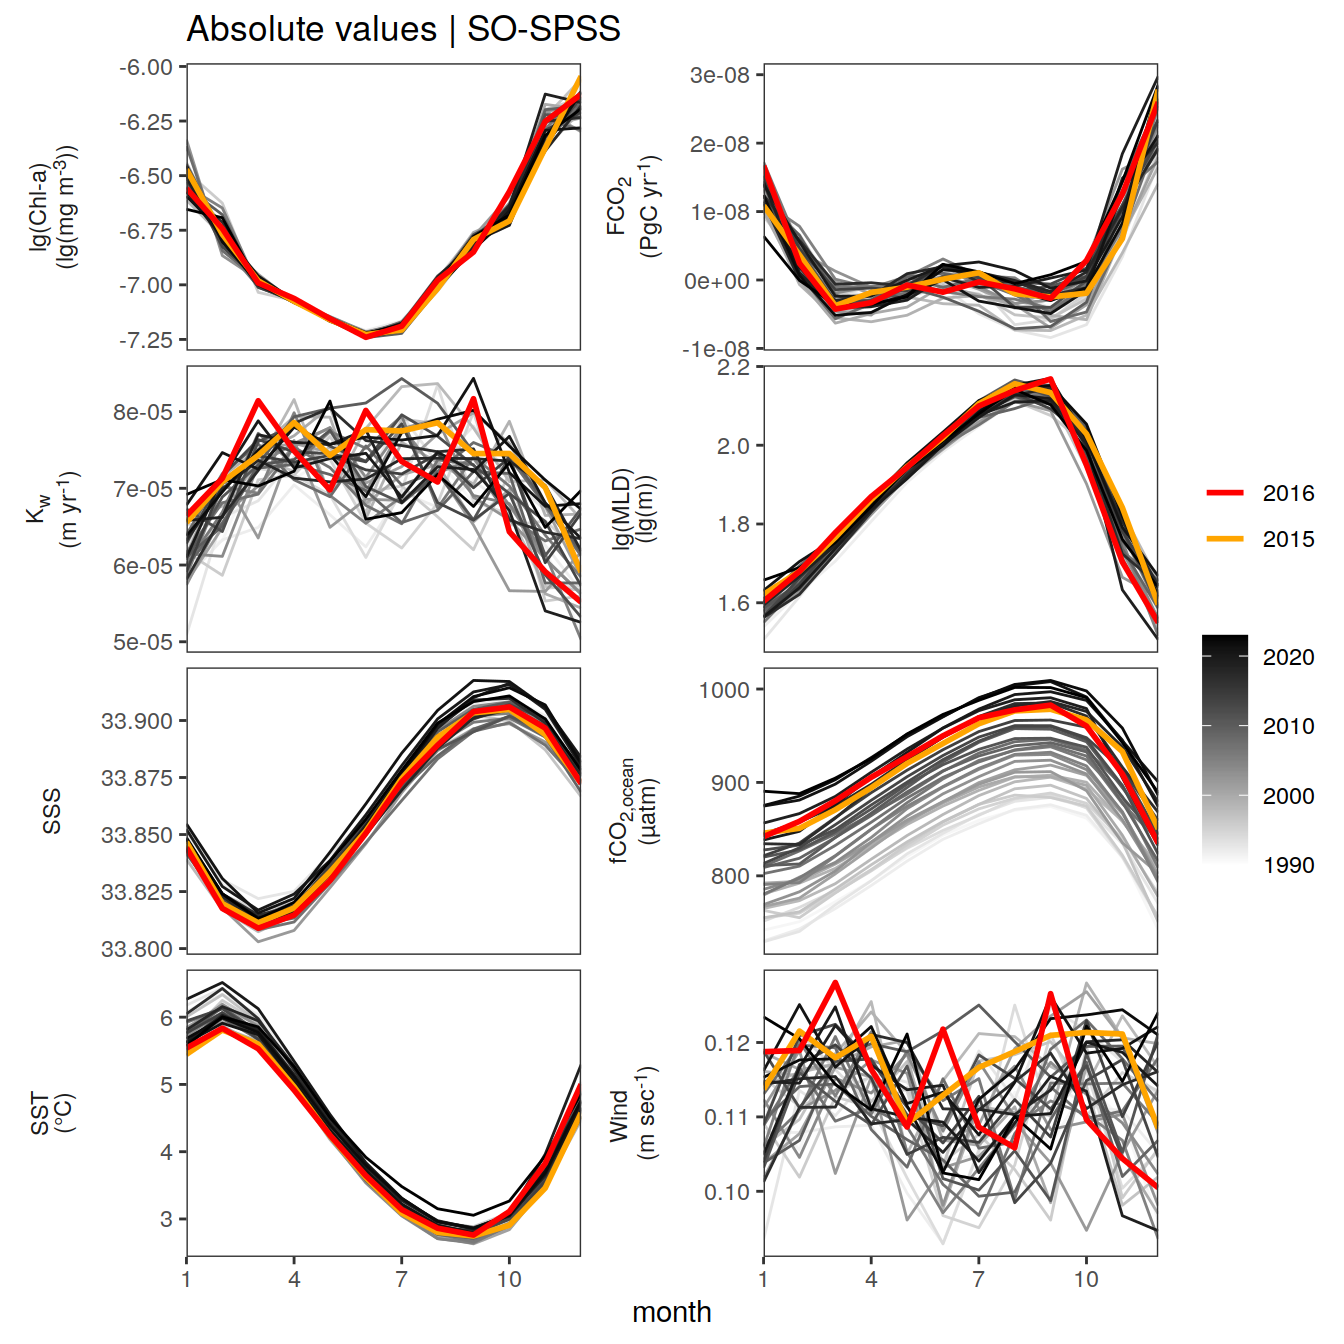 Absolute values | SO-SPSS
lg(Chl-a)
(lg(mg m⁻³))
-6.00
-6.25
-6.50
-6.75
-7.00
-7.25
FCO₂
(PgC yr⁻¹)
3e-08
2e-08
1e-08
0e+00
-1e-08
Kw
(m yr⁻¹)
8e-05
7e-05
6e-05
5e-05
lg(MLD)
(lg(m))
2.2
2.0
1.8
1.6
SSS
33.900
33.875
33.850
33.825
33.800
fCO₂,ocean
(µatm)
1000
900
800
SST
(°C)
6
5
4
3
1 4 7 10
Wind
(m sec⁻¹)
0.12
0.11
0.10
1 4 7 10
month
2016
2015
2020
2010
2000
1990